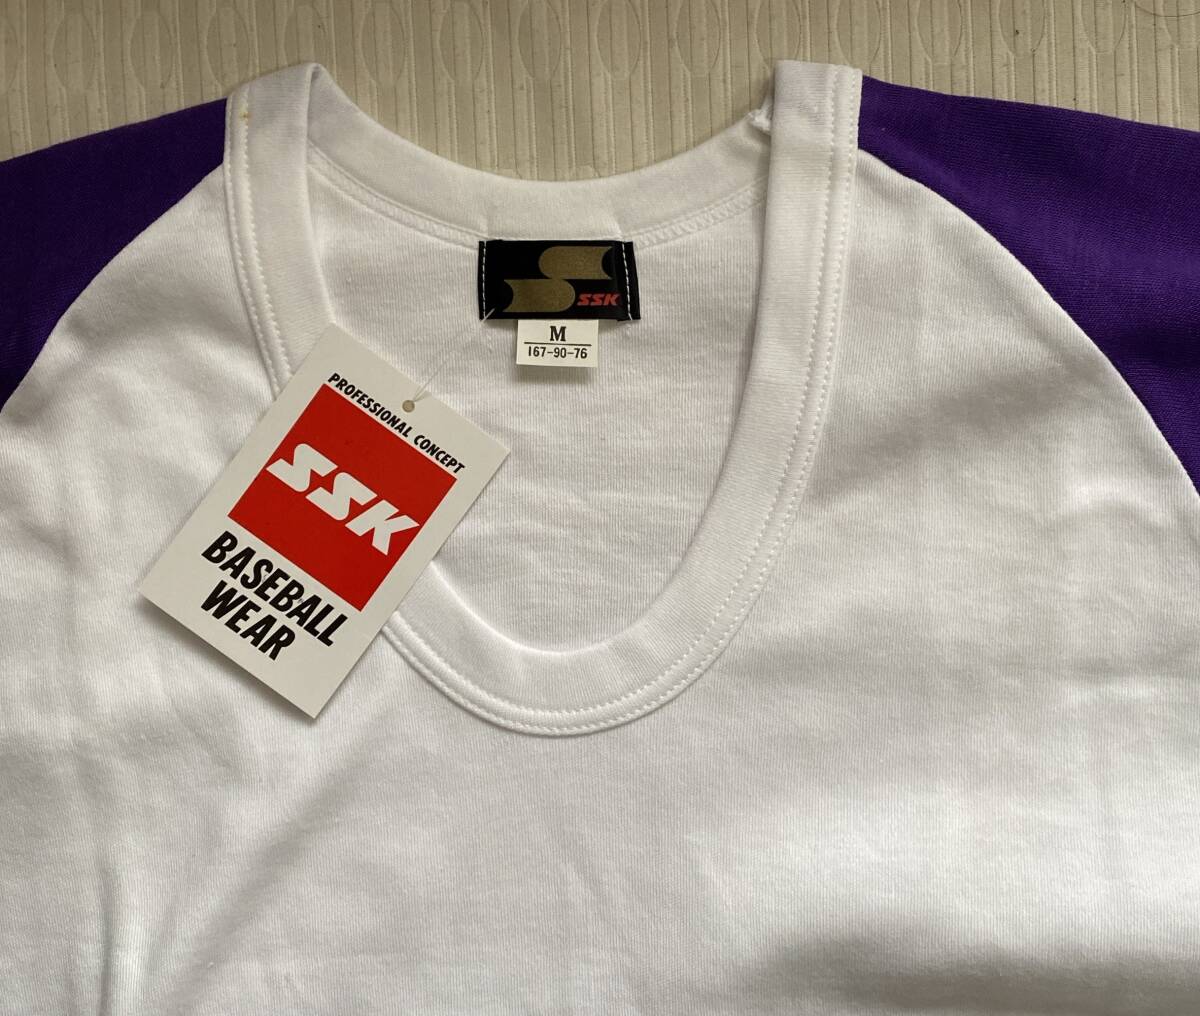 SSK
M
167-90-76
PROFESSIONAL CONCEPT
SSK
BASEBALL
WEAR